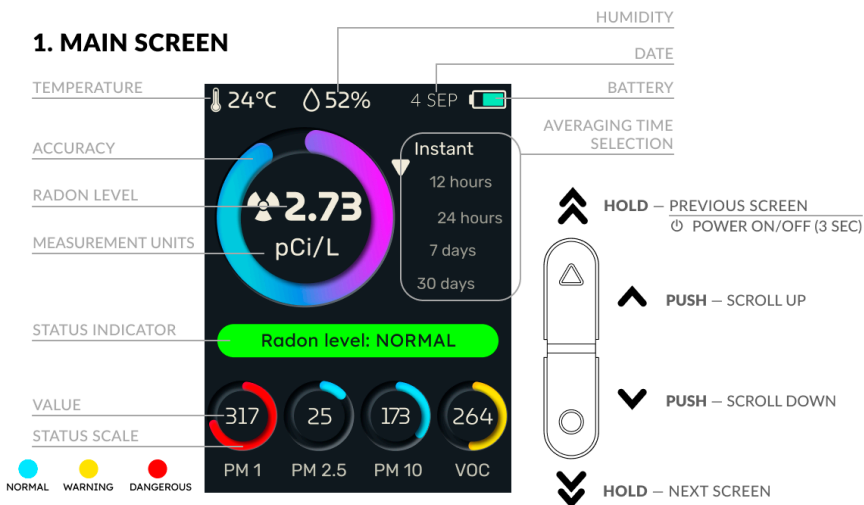 HUMIDITY
1. MAIN SCREEN
DATE
TEMPERATURE
BATTERY
24°C 52% 4 SEP
AVERAGING TIME
SELECTION
ACCURACY
Instant
12 hours
24 hours
7 days
30 days
RADON LEVEL
2.73
MEASUREMENT UNITS
pCi/L
HOLD – PREVIOUS SCREEN
POWER ON/OFF (3 SEC)
PUSH – SCROLL UP
STATUS INDICATOR
Radon level: NORMAL
PUSH – SCROLL DOWN
VALUE
317 25 173 264
STATUS SCALE
PM 1 PM 2.5 PM 10 VOC
NORMAL WARNING DANGEROUS
HOLD – NEXT SCREEN